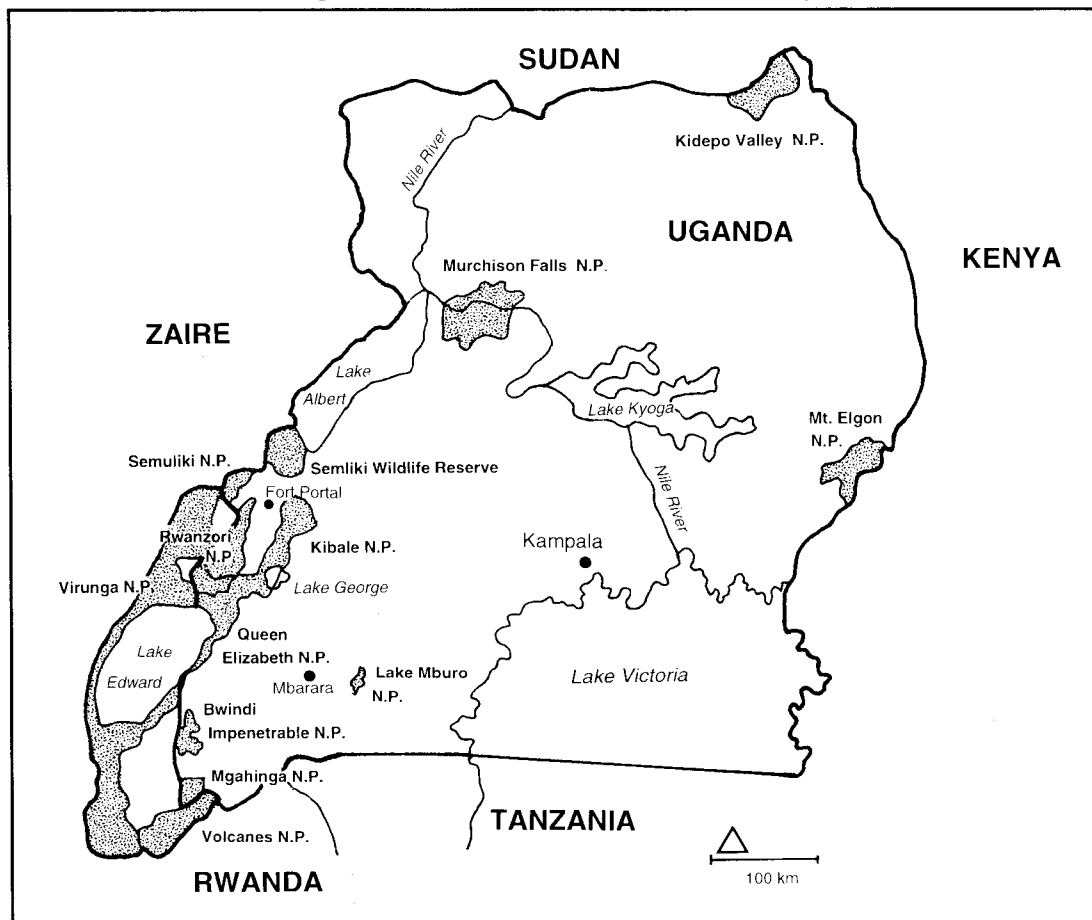 SUDAN
Nile River
Kidepo Valley N.P.
UGANDA
KENYA
Murchison Falls N.P.
ZAIRE
Lake
Albert
Lake Kyoga
Mt. Elgon
N.P.
Semuliki N.P.
Semliki Wildlife Reserve
Fort Portal
Nile River
Rwanzori
N.P
Kibale N.P.
Kampala
Virunga N.P.
Lake George
Queen
Elizabeth N.P.
Lake
Edward
Mbarara
Lake Mburo
N.P.
Lake Victoria
Bwindi
Impenetrable N.P.
Mgahinga N.P.
Volcanes N.P.
TANZANIA
RWANDA
100 km